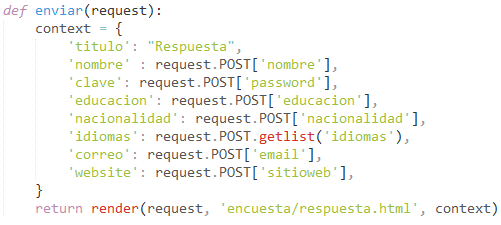 def enviar(request):
    context = {
        'titulo': "Respuesta",
        'nombre' : request.POST['nombre'],
        'clave': request.POST['password'],
        'educacion': request.POST['educacion'],
        'nacionalidad': request.POST['nacionalidad'],
        'idiomas': request.POST.getlist('idiomas'),
        'correo': request.POST['email'],
        'website': request.POST['sitioweb'],
    }
    return render(request, 'encuesta/respuesta.html', context)